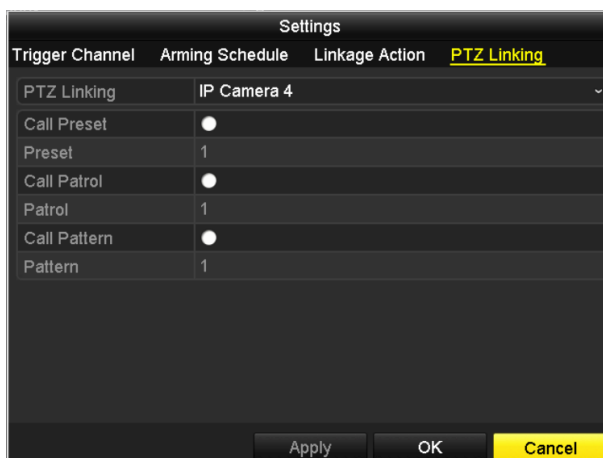 Settings
Trigger Channel Arming Schedule Linkage Action PTZ Linking
PTZ Linking IP Camera 4
Call Preset
Preset 1
Call Patrol
Patrol 1
Call Pattern
Pattern 1
Apply OK Cancel